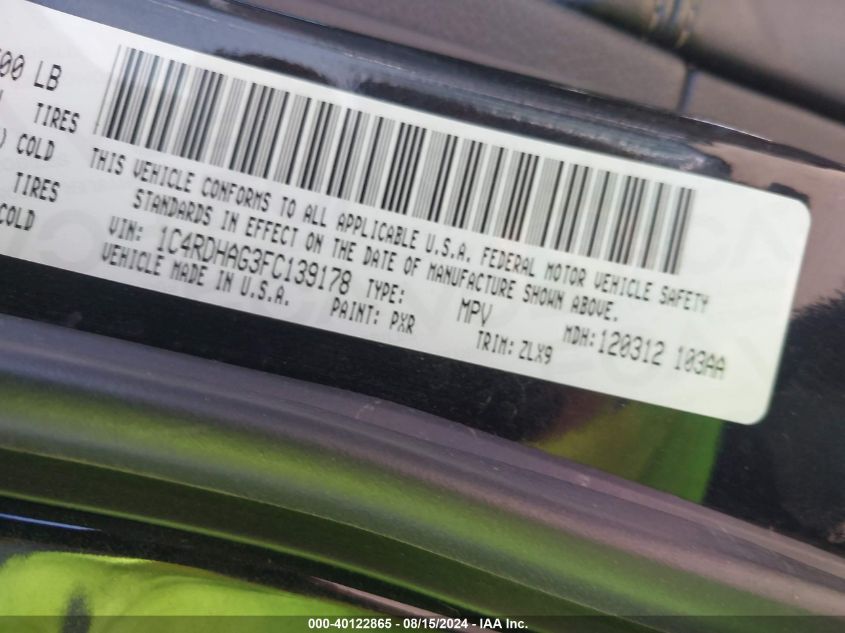 500 LB
TIRES
COLD
TIRES
COLD
THIS VEHICLE CONFORMS TO ALL APPLICABLE U.S.A. FEDERAL MOTOR VEHICLE SAFETY
STANDARDS IN EFFECT ON THE DATE OF MANUFACTURE SHOWN ABOVE.
VIN: 1C4RDHAG3FC139178 TYPE: MPV MDH:120312 103AA
VEHICLE MADE IN U.S.A. PAINT: PXR TRIM: ZLX9
000-40122865 - 08/15/2024 - IAA Inc.